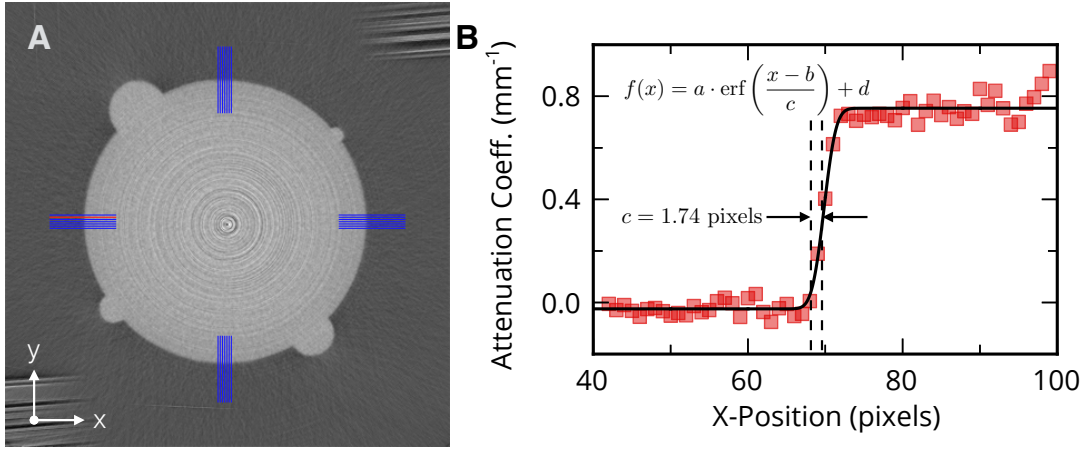 A
y
x
B
Attenuation Coeff. (mm⁻¹)
0.8
0.4
0.0
f(x) = a · erf ( (x − b) / c ) + d
c = 1.74 pixels
40 60 80 100
X-Position (pixels)